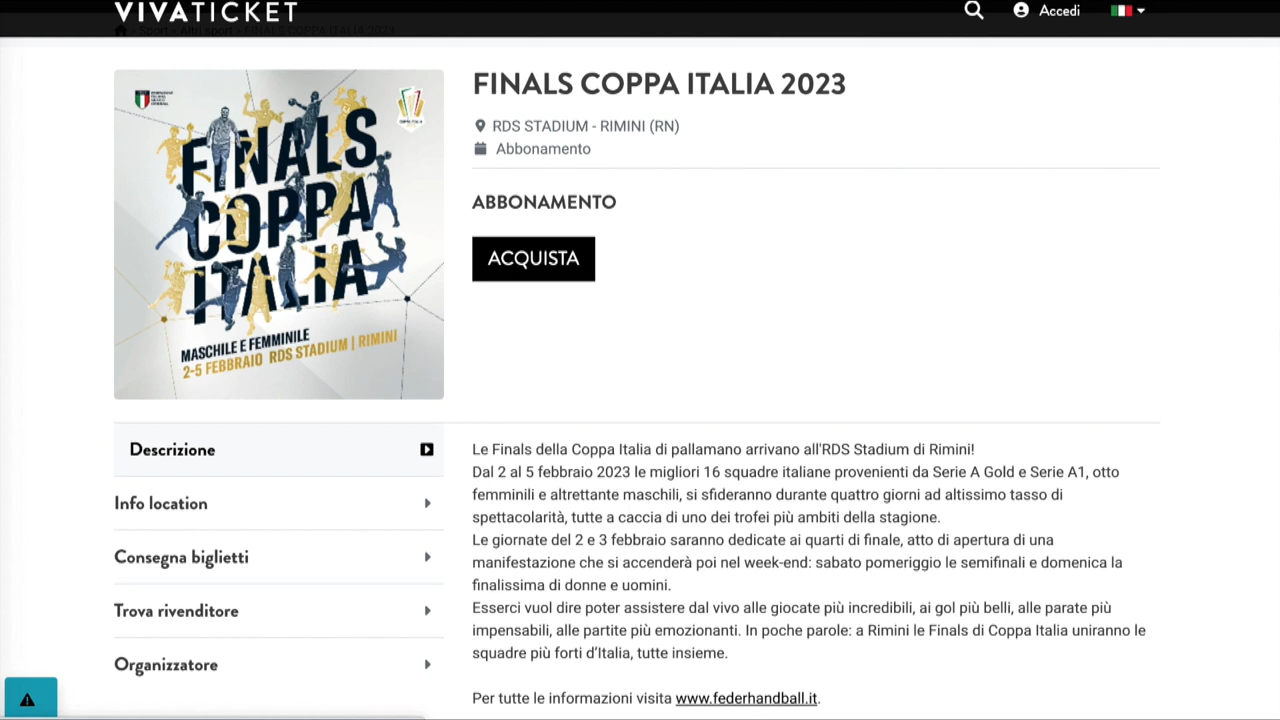 VIVATICKET
Accedi
Sport » Altri sport » FINALS COPPA ITALIA 2023
FINALS
COPPA
ITALIA
MASCHILE E FEMMINILE
2-5 FEBBRAIO RDS STADIUM | RIMINI
FINALS COPPA ITALIA 2023
RDS STADIUM - RIMINI (RN)
Abbonamento
ABBONAMENTO
ACQUISTA
Descrizione
Info location
Consegna biglietti
Trova rivenditore
Organizzatore
Le Finals della Coppa Italia di pallamano arrivano all'RDS Stadium di Rimini!
Dal 2 al 5 febbraio 2023 le migliori 16 squadre italiane provenienti da Serie A Gold e Serie A1, otto
femminili e altrettante maschili, si sfideranno durante quattro giorni ad altissimo tasso di
spettacolarità, tutte a caccia di uno dei trofei più ambiti della stagione.
Le giornate del 2 e 3 febbraio saranno dedicate ai quarti di finale, atto di apertura di una
manifestazione che si accenderà poi nel week-end: sabato pomeriggio le semifinali e domenica la
finalissima di donne e uomini.
Esserci vuol dire poter assistere dal vivo alle giocate più incredibili, ai gol più belli, alle parate più
impensabili, alle partite più emozionanti. In poche parole: a Rimini le Finals di Coppa Italia uniranno le
squadre più forti d'Italia, tutte insieme.
Per tutte le informazioni visita www.federhandball.it.